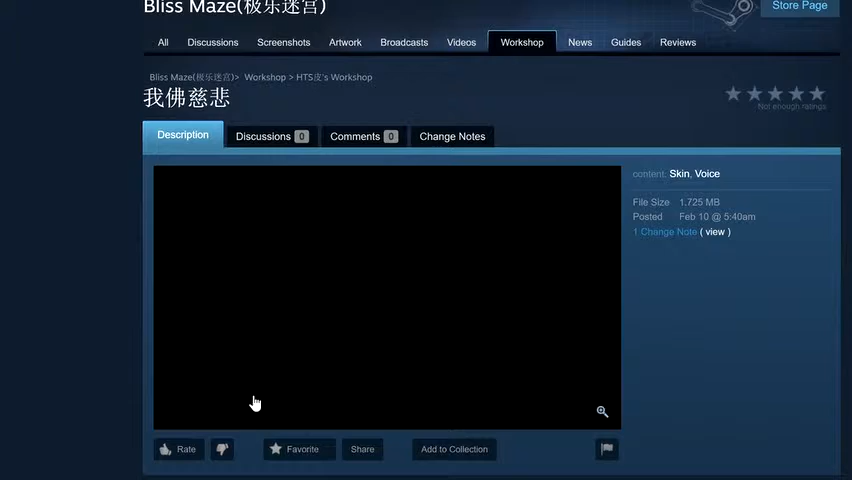 Bliss Maze(极乐迷宫)
Store Page
All Discussions Screenshots Artwork Broadcasts Videos Workshop News Guides Reviews
Bliss Maze(极乐迷宫)> Workshop > HTS皮's Workshop
我佛慈悲
Not enough ratings
Description Discussions 0 Comments 0 Change Notes
content: Skin, Voice
File Size 1.725 MB
Posted Feb 10 @ 5:40am
1 Change Note ( view )
Rate Favorite Share Add to Collection